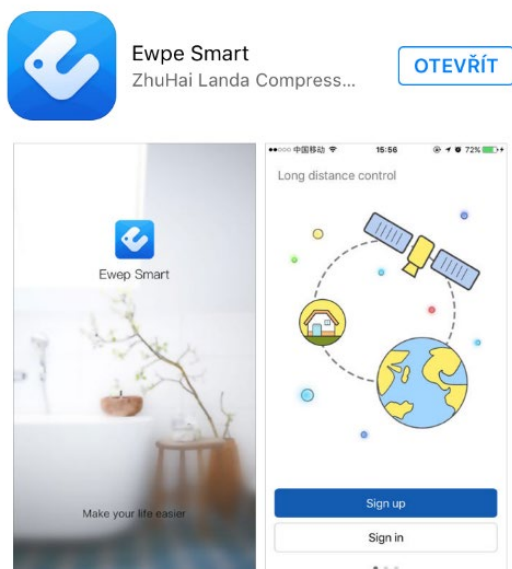 Ewpe Smart
ZhuHai Landa Compress...
OTEVŘÍT
Ewep Smart
Make your life easier
中国移动 15:56 72%
Long distance control
Sign up
Sign in